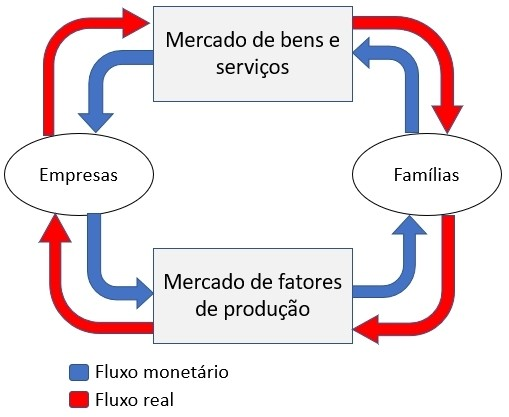 Mercado de bens e
serviços
Empresas
Famílias
Mercado de fatores
de produção
Fluxo monetário
Fluxo real